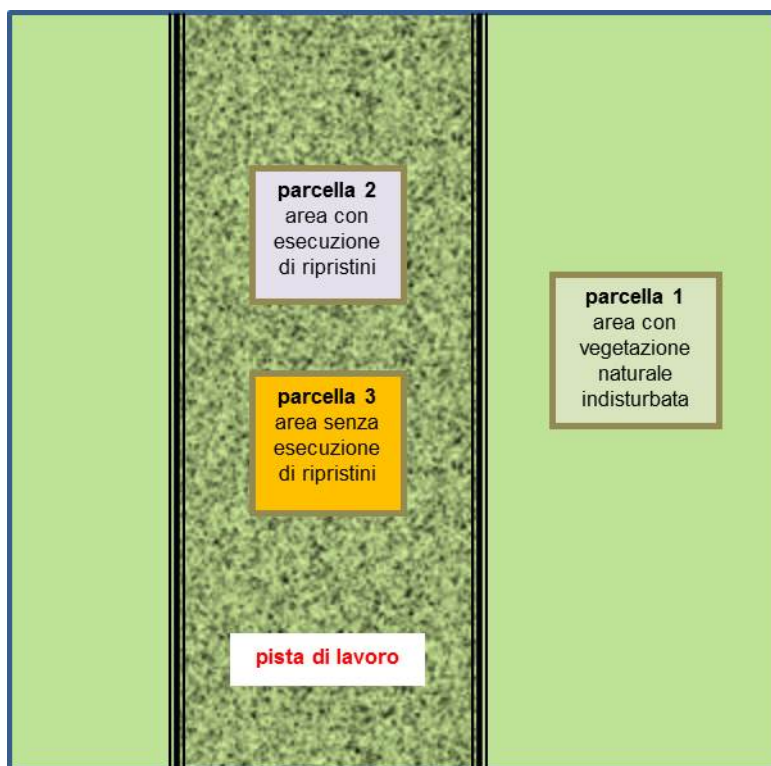 parcella 2
area con
esecuzione
di ripristini
parcella 1
area con
vegetazione
naturale
indisturbata
parcella 3
area senza
esecuzione
di ripristini
pista di lavoro